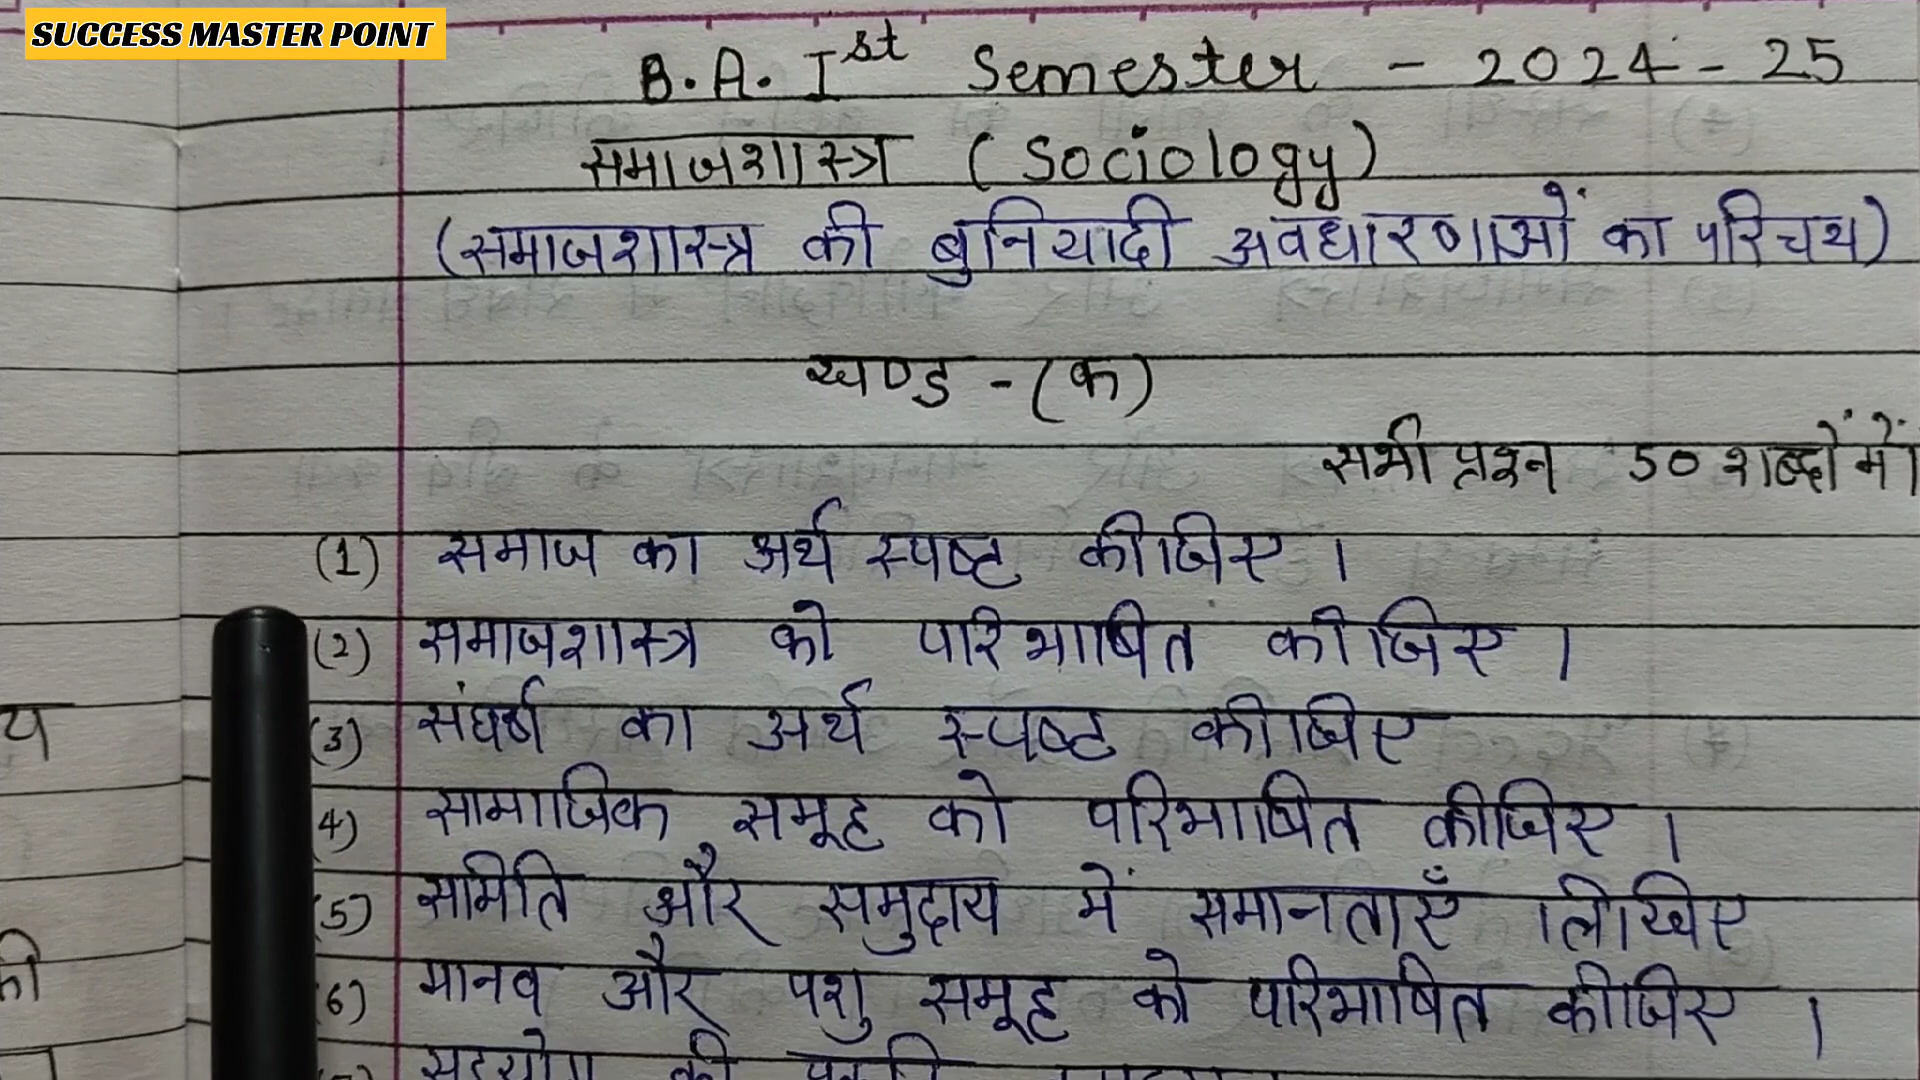 SUCCESS MASTER POINT
B.A. Ist Semester - 2024-25
समाजशास्त्र (Sociology)
(समाजशास्त्र की बुनियादी अवधारणाओं का परिचय)
खण्ड - (क)
सभी प्रश्न 50 शब्दों में।
(1) समाज का अर्थ स्पष्ट कीजिए।
(2) समाजशास्त्र को परिभाषित कीजिए।
(3) संघर्ष का अर्थ स्पष्ट कीजिए
4) सामाजिक समूह को परिभाषित कीजिए।
(5) समिति और समुदाय में समानताएँ लिखिए
(6) मानव और पशु समूह को परिभाषित कीजिए।
सहयोग की
य
की